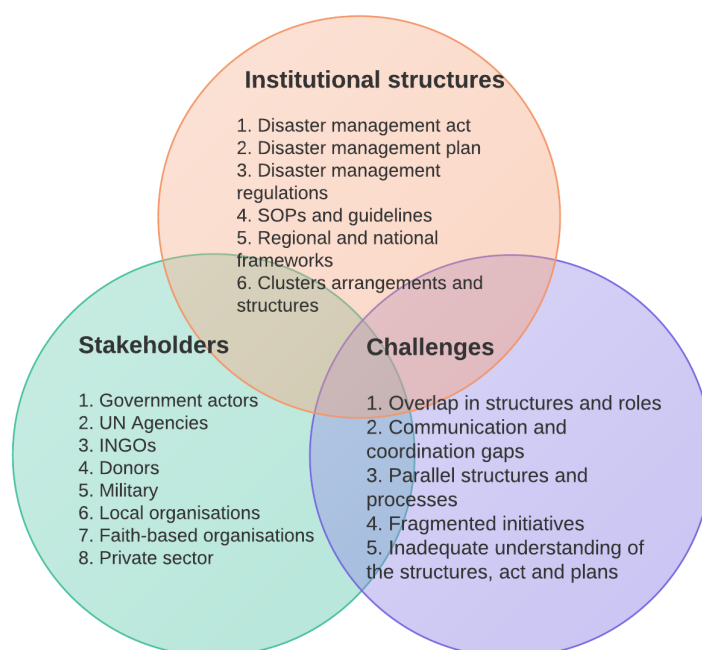 Institutional structures
1. Disaster management act
2. Disaster management plan
3. Disaster management
regulations
4. SOPs and guidelines
5. Regional and national
frameworks
6. Clusters arrangements and
structures
Stakeholders
1. Government actors
2. UN Agencies
3. INGOs
4. Donors
5. Military
6. Local organisations
7. Faith-based organisations
8. Private sector
Challenges
1. Overlap in structures and roles
2. Communication and
coordination gaps
3. Parallel structures and
processes
4. Fragmented initiatives
5. Inadequate understanding of
the structures, act and plans